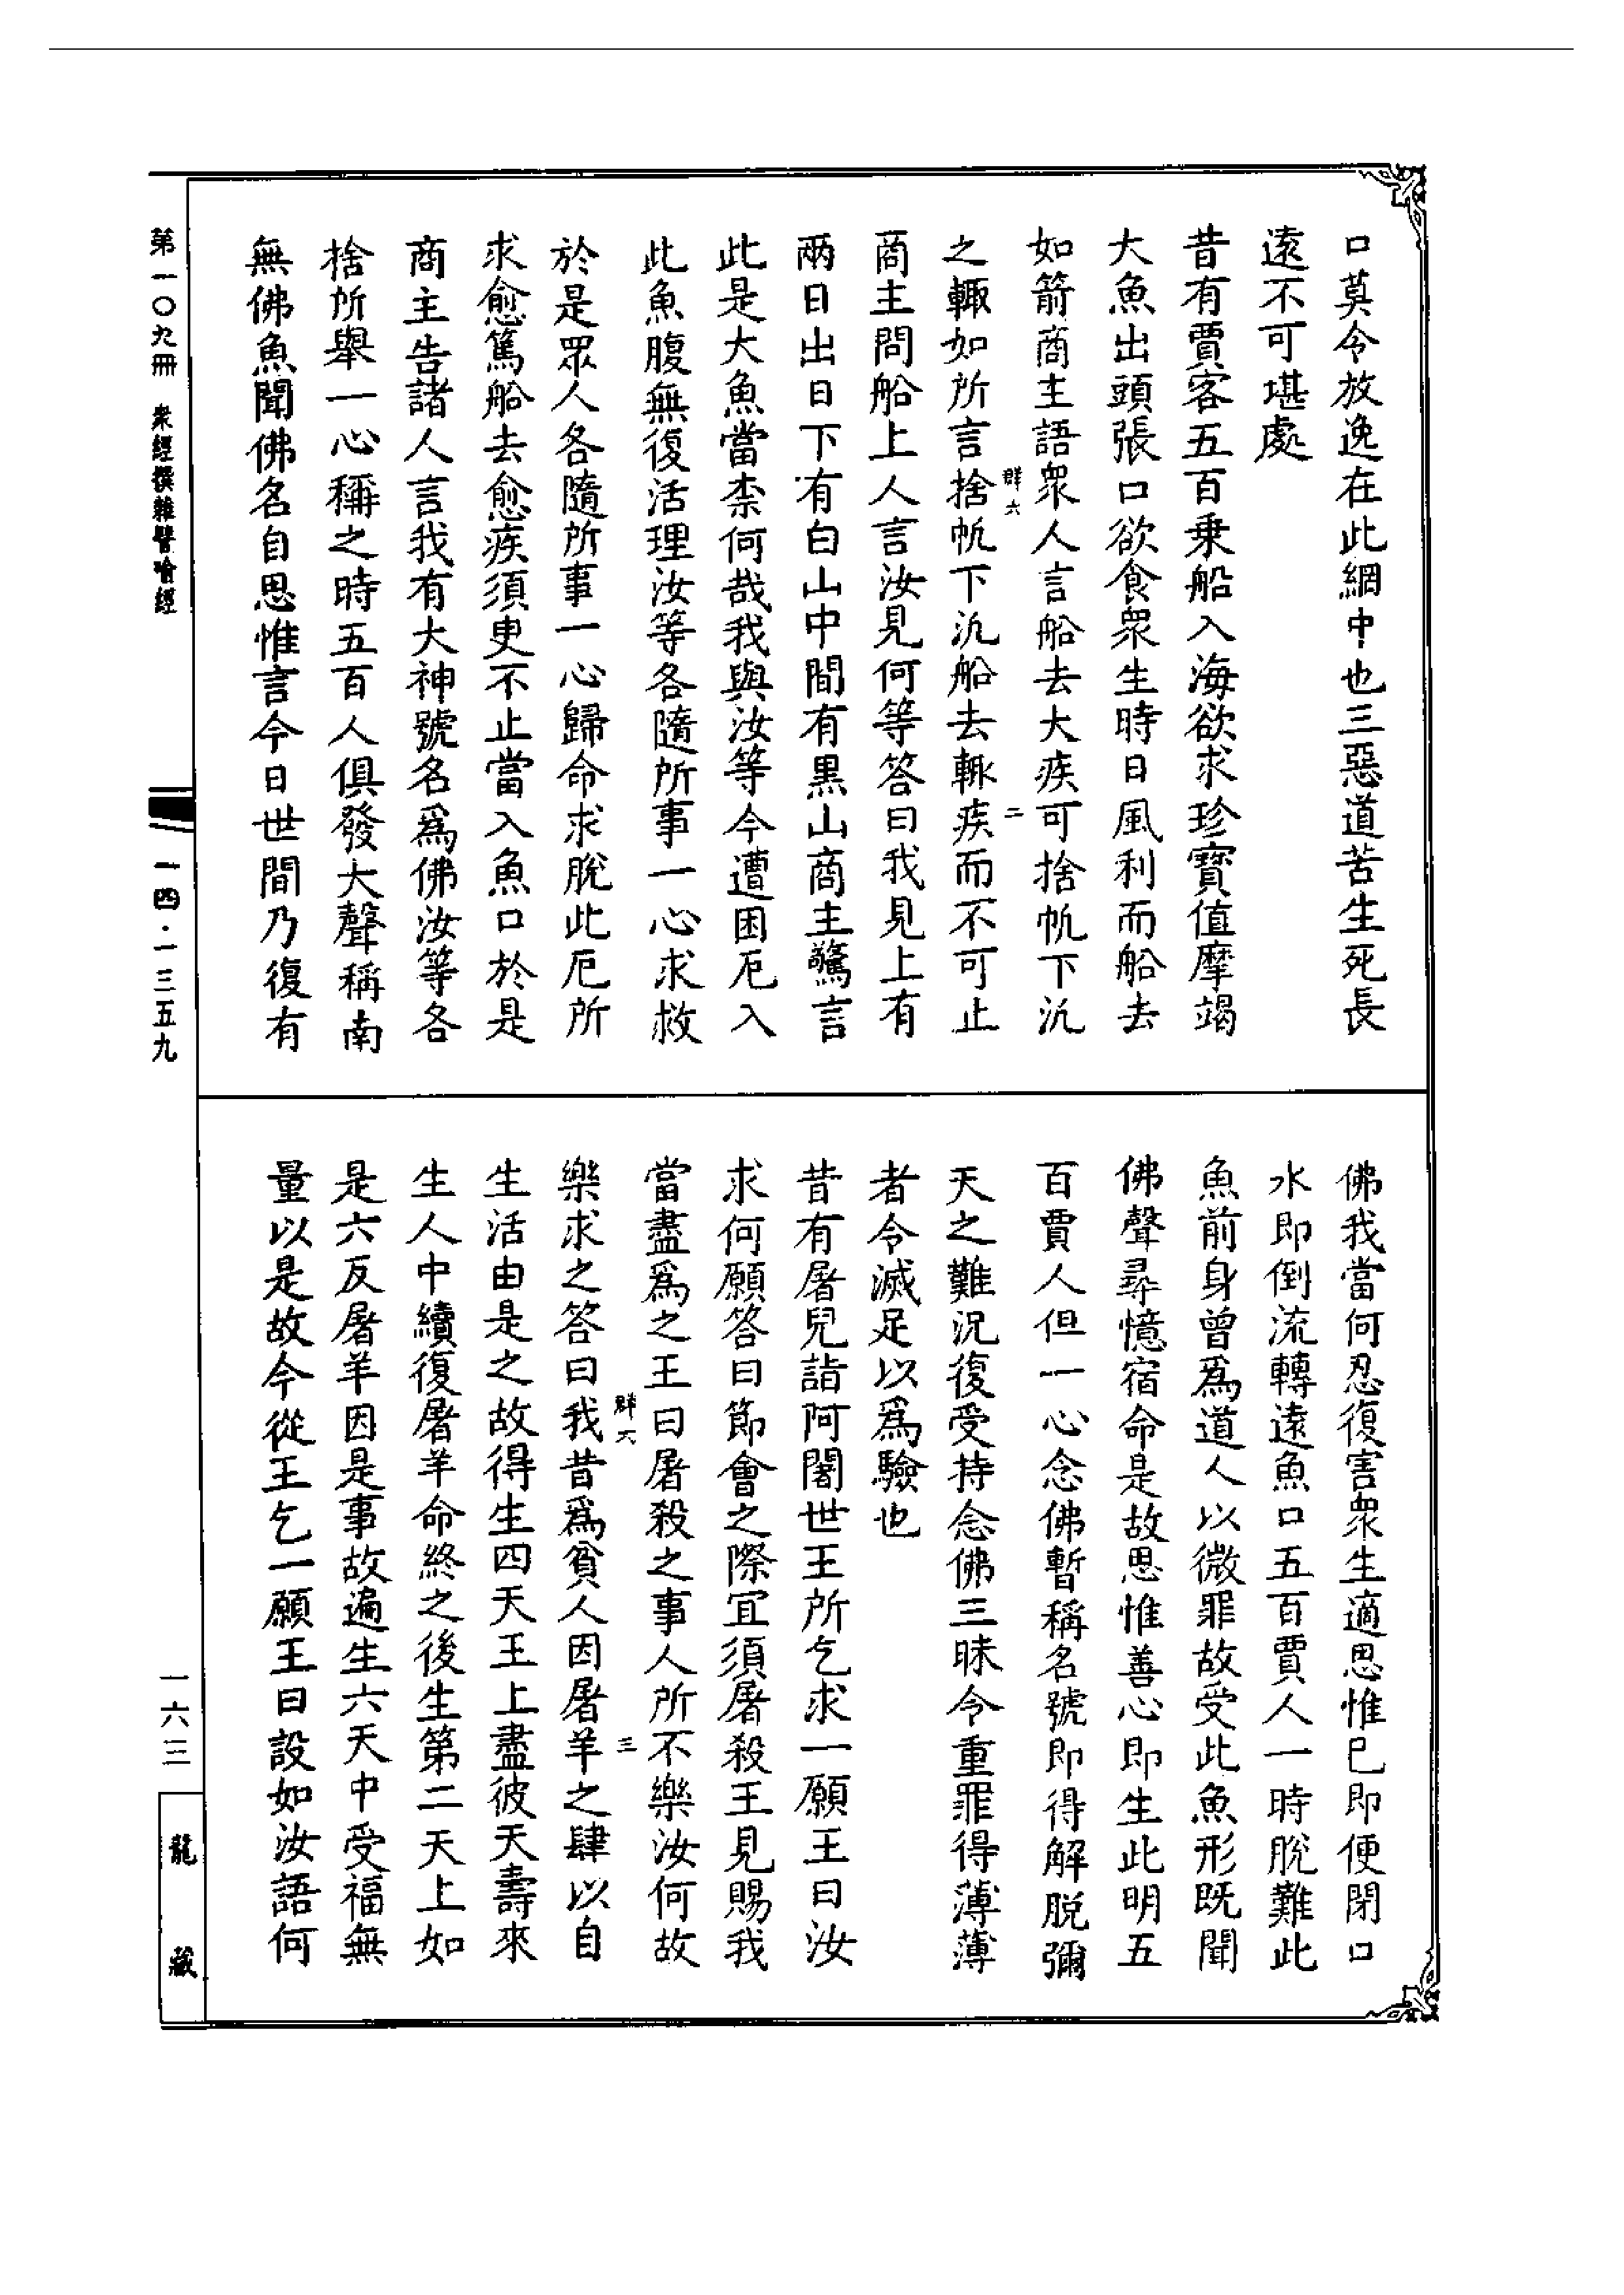 口莫令放逸在此網中也三惡道苦生死長
遠不可堪處
昔有賈客五百乗船入海欲求珍寶值摩竭
大魚出頭張口欲食衆生時日風利而船去
如箭商主語衆人言船去大疾可捨帆下氿
之輙如所言捨帆下氿船去輙疾而不可止
群六
二
商主問船上人言汝見何等答曰我見上有
兩日出日下有白山中間有黒山商主驚言
此是大魚當柰何哉我與汝等今遭困厄入
此魚腹無復活理汝等各隨所事一心求救
於是眾人各隨所事一心歸命求脫此厄所
求愈篤船去愈疾須臾不止當入魚口於是
商主告諸人言我有大神號名爲佛汝等各
捨所舉一心稱之時五百人俱發大聲稱南
無佛魚聞佛名自思惟言今日世間乃復有
佛我當何忍復害衆生適思惟已即便閉口
水即倒流轉遠魚口五百賈人一時脫難此
魚前身曾爲道人以微罪故受此魚形既聞
佛聲尋憶宿命是故思惟善心即生此明五
百賈人但一心念佛暫稱名號即得解脫彌
天之難況復受持念佛三昧令重罪得薄薄
者令滅足以爲驗也
昔有屠兒詣阿闍世王所乞求一願王曰汝
求何願答曰節會之際宜須屠殺王見賜我
當盡爲之王曰屠殺之事人所不樂汝何故
樂求之答曰我昔爲貧人因屠羊之肆以自
群六
三
生活由是之故得生四天王上盡彼天壽來
生人中續復屠羊命終之後生第二天上如
是六反屠羊因是事故遍生六天中受福無
量以是故今從王乞一願王曰設如汝語何
第一〇九冊 衆經撰雜譬喻經
一四·一三五九
一六三
龍藏